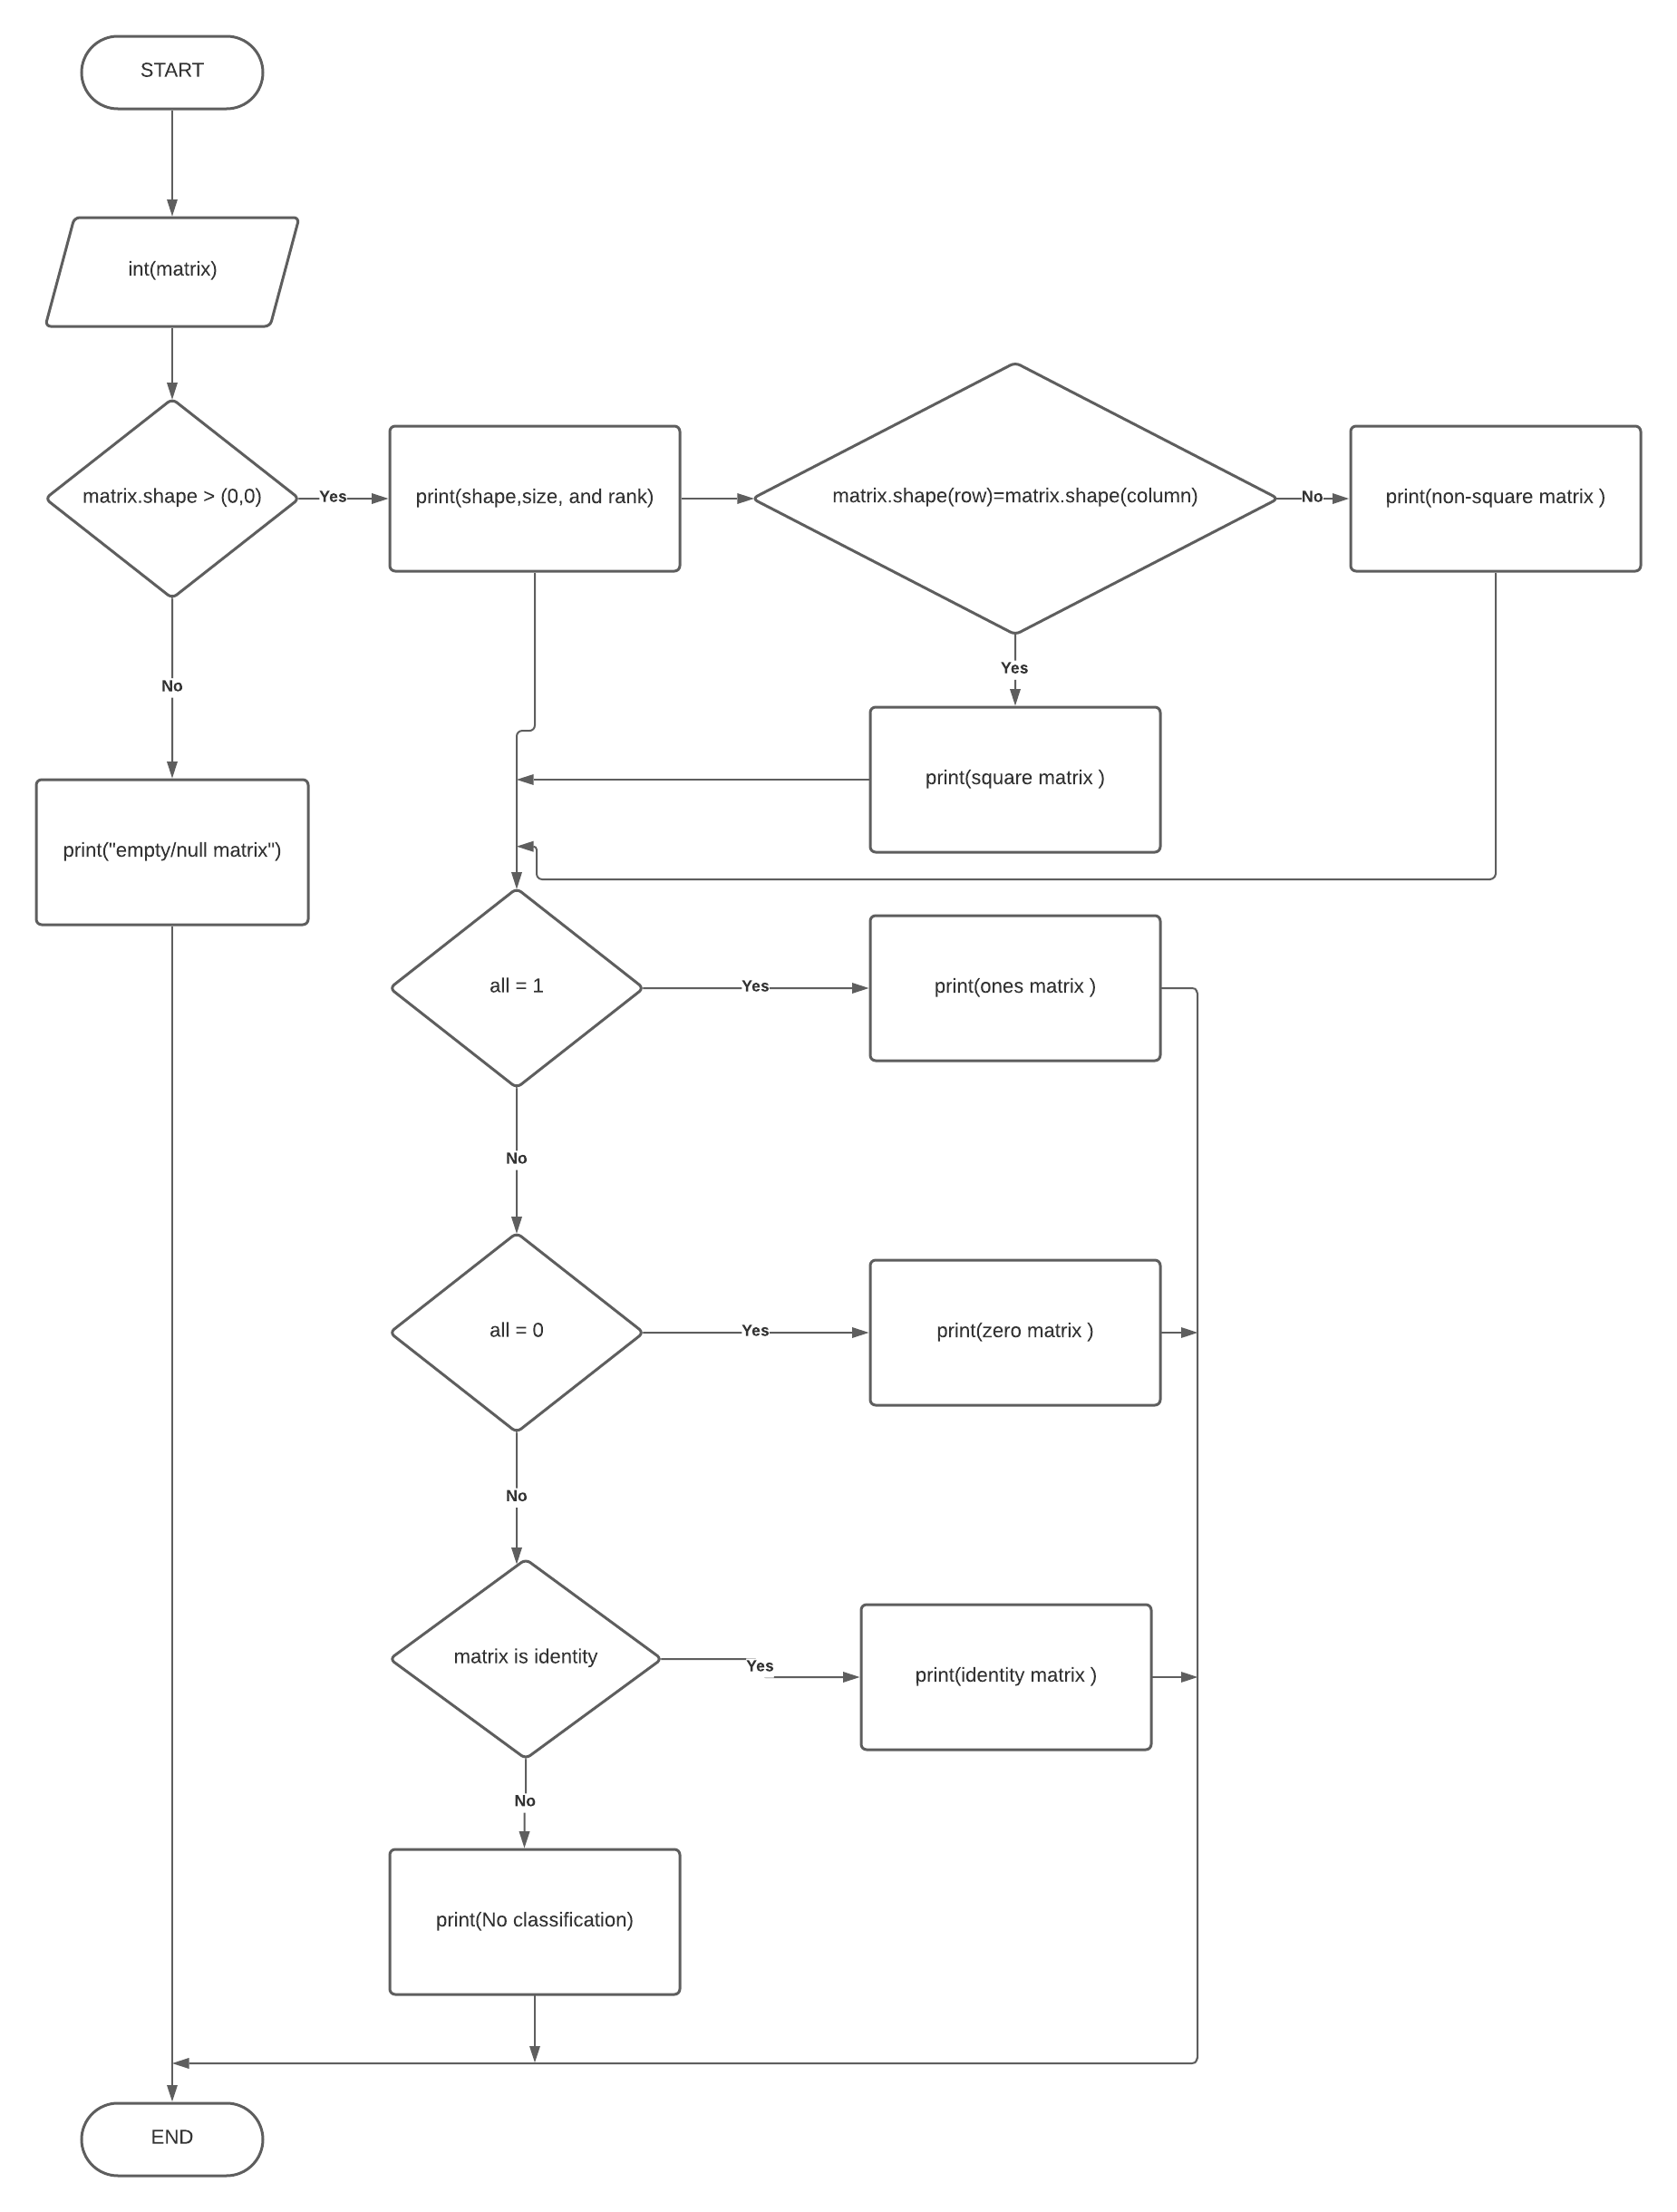 START
int(matrix)
matrix.shape > (0,0)
Yes
print(shape,size, and rank)
matrix.shape(row)=matrix.shape(column)
No
print(non-square matrix )
Yes
No
print(square matrix )
print("empty/null matrix")
all = 1
Yes
print(ones matrix )
No
all = 0
Yes
print(zero matrix )
No
matrix is identity
Yes
print(identity matrix )
No
print(No classification)
END